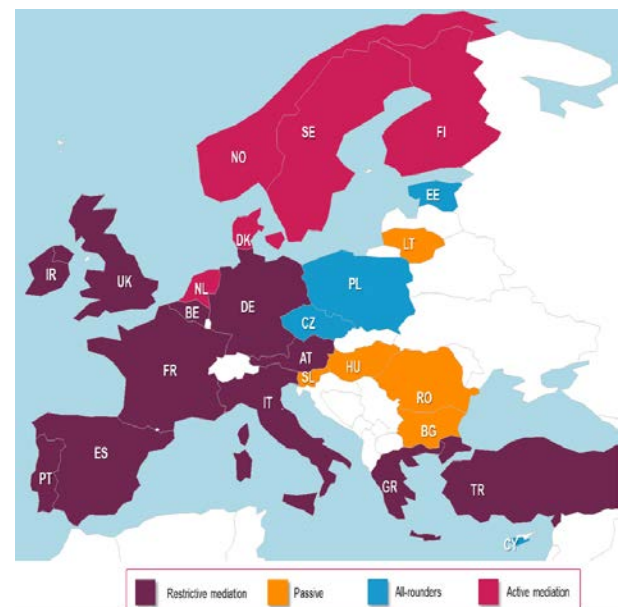 NO
SE
FI
EE
DK
LT
IR
UK
NL
BE
DE
PL
CZ
FR
AT
SL
HU
RO
IT
BG
PT
ES
GR
TR
CY
Restrictive mediation
Passive
All-rounders
Active mediation